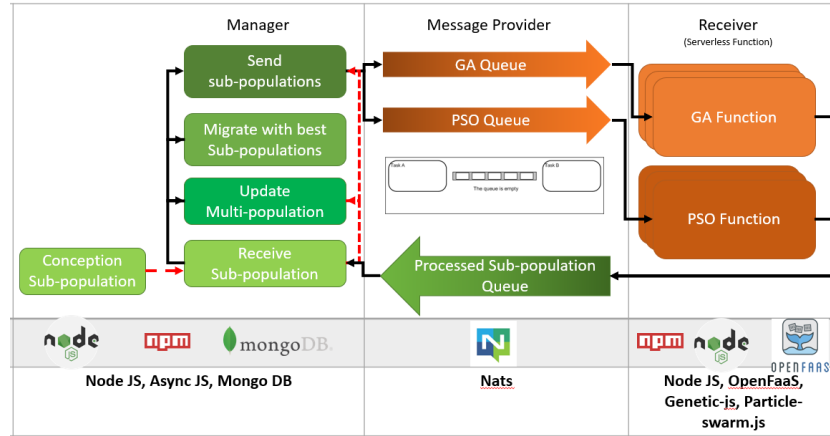 Manager
Message Provider
Receiver
(Serverless Function)
Send
sub-populations
GA Queue
GA Function
PSO Queue
Migrate with best
Sub-populations
Task A
Task B
The queue is empty
Update
Multi-population
PSO Function
Conception
Sub-population
Receive
Sub-population
Processed Sub-population
Queue
node
JS
npm
mongoDB.
npm
node
JS
OPENFAAS
Node JS, Async JS, Mongo DB
Nats
Node JS, OpenFaaS,
Genetic-js, Particle-
swarm.js